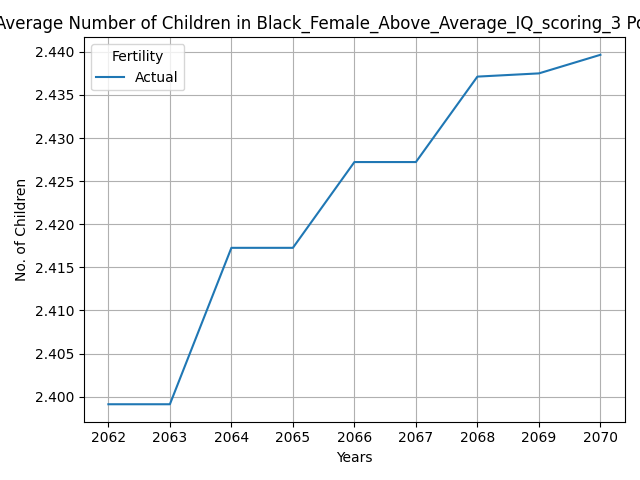 Average Number of Children in Black_Female_Above_Average_IQ_scoring_3 Po
Fertility
Actual
2.440
2.435
2.430
2.425
2.420
2.415
2.410
2.405
2.400
No. of Children
2062 2063 2064 2065 2066 2067 2068 2069 2070
Years